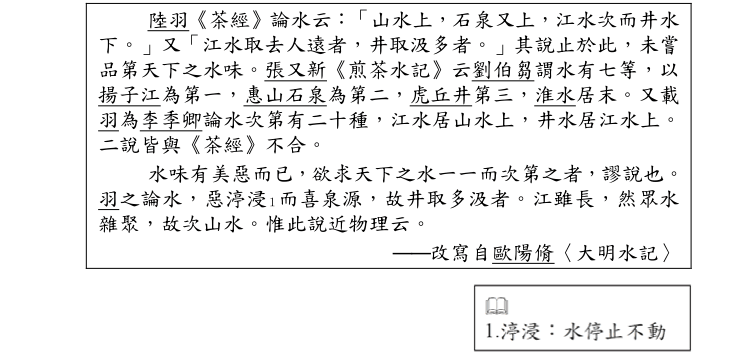 陸羽《茶經》論水云：「山水上，石泉又上，江水次而井水
下。」又「江水取去人遠者，井取汲多者。」其說止於此，未嘗
品第天下之水味。張又新《煎茶水記》云劉伯芻謂水有七等，以
揚子江為第一，惠山石泉為第二，虎丘井第三，淮水居末。又載
羽為李季卿論水次第有二十種，江水居山水上，井水居江水上。
二說皆與《茶經》不合。
水味有美惡而已，欲求天下之水一一而次第之者，謬說也。
羽之論水，惡渟浸1而喜泉源，故井取多汲者。江雖長，然眾水
雜聚，故次山水。惟此說近物理云。
——改寫自歐陽脩〈大明水記〉
1.渟浸：水停止不動